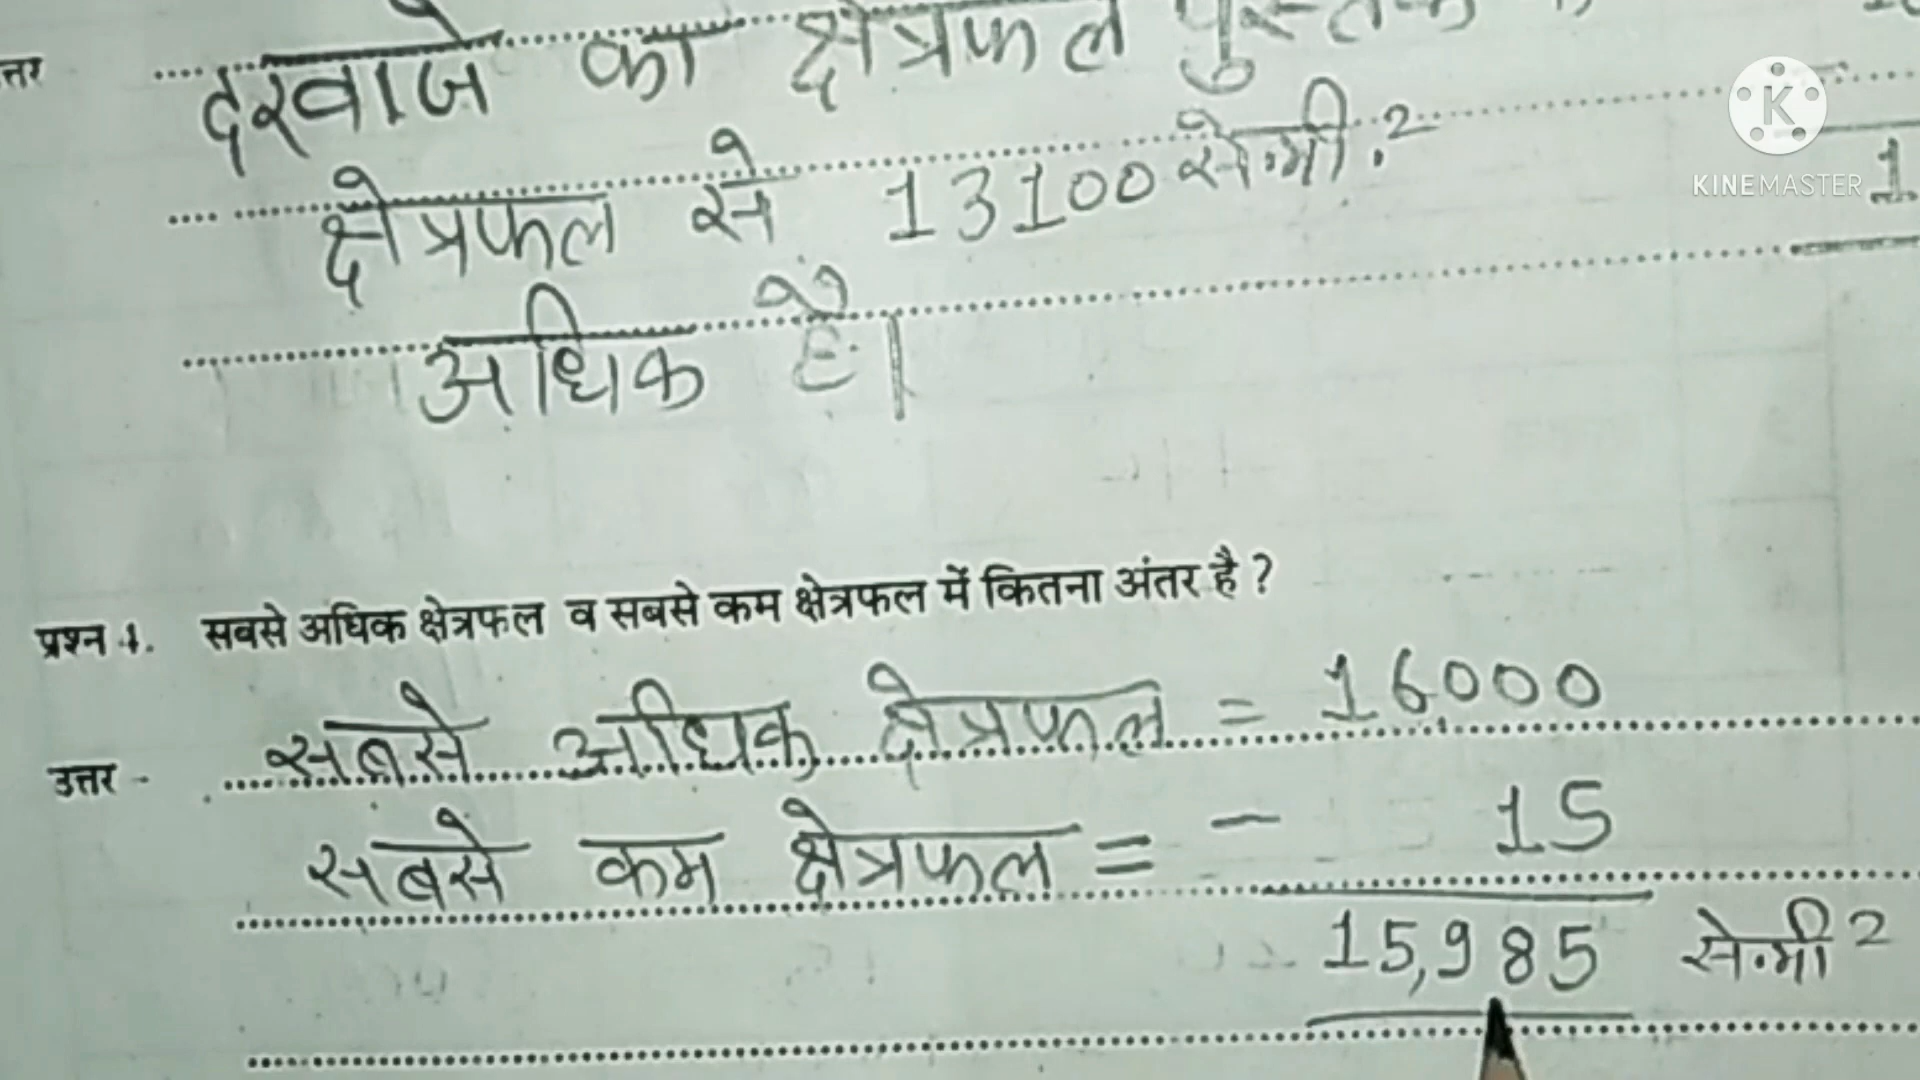 त्तर
दरवाजे का क्षेत्रफल पुस्तक
क्षेत्रफल से 13100 से.मी.²
अधिक है।
1
KINEMASTER
प्रश्न 4. सबसे अधिक क्षेत्रफल व सबसे कम क्षेत्रफल में कितना अंतर है ?
सबसे अधिक क्षेत्रफल = 16000
उत्तर -
सबसे कम क्षेत्रफल = - 15
15,985 से.मी²